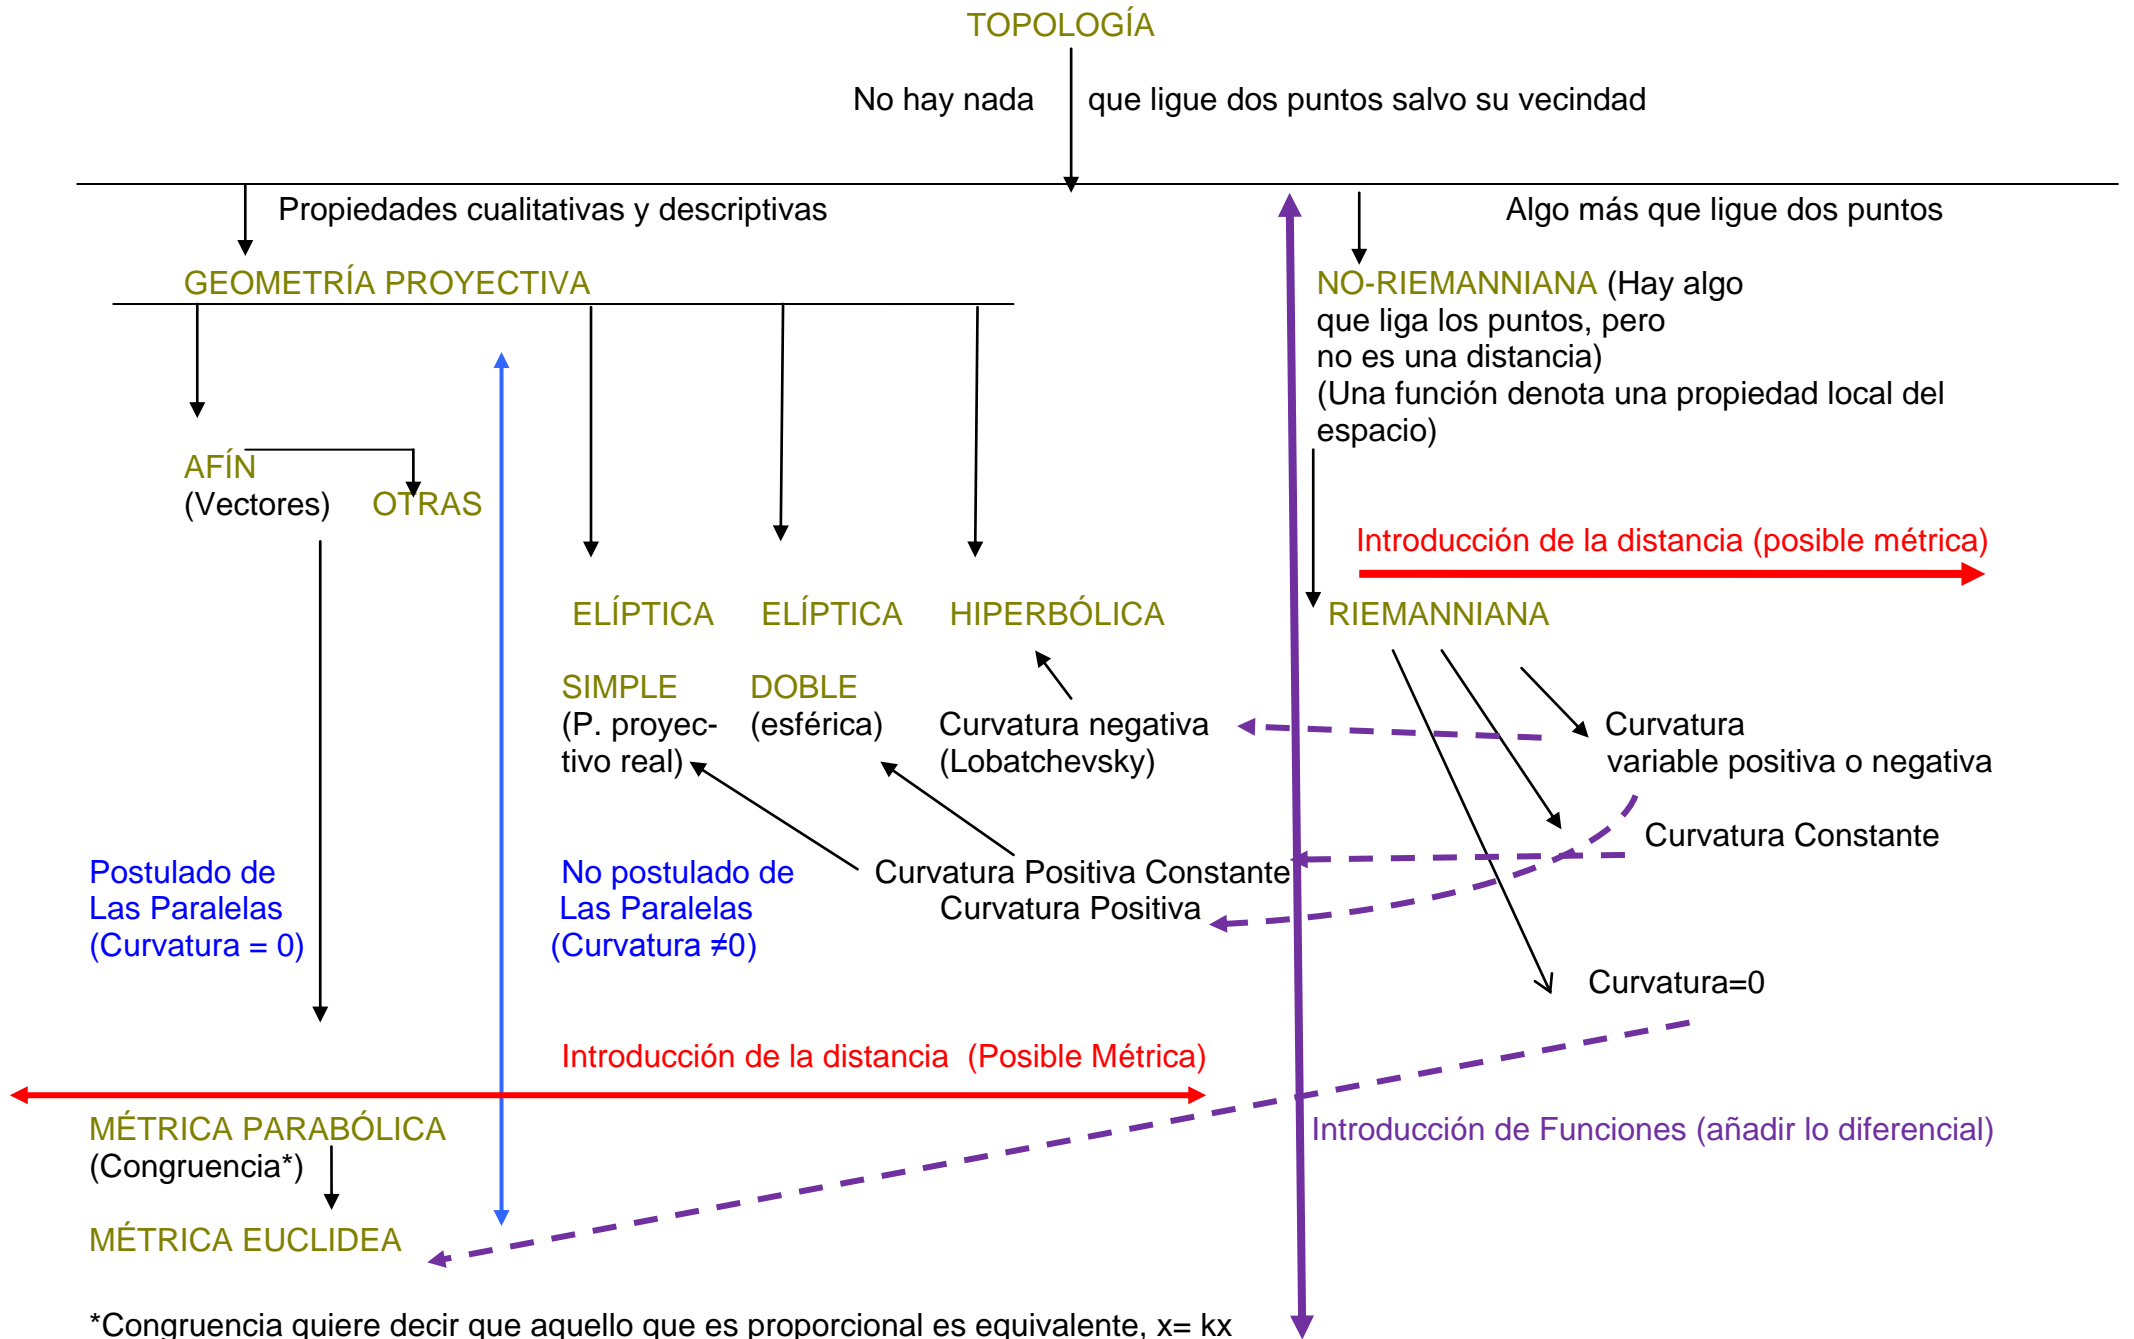 TOPOLOGÍA
No hay nada que ligue dos puntos salvo su vecindad
Propiedades cualitativas y descriptivas
Algo más que ligue dos puntos
GEOMETRÍA PROYECTIVA
NO-RIEMANNIANA (Hay algo
que liga los puntos, pero
no es una distancia)
(Una función denota una propiedad local del
espacio)
AFÍN
(Vectores)
OTRAS
Introducción de la distancia (posible métrica)
ELÍPTICA
SIMPLE
(P. proyec-
tivo real)
ELÍPTICA
DOBLE
(esférica)
HIPERBÓLICA
Curvatura negativa
(Lobatchevsky)
RIEMANNIANA
Curvatura
variable positiva o negativa
Curvatura Constante
Postulado de
Las Paralelas
(Curvatura = 0)
No postulado de
Las Paralelas
(Curvatura ≠0)
Curvatura Positiva Constante
Curvatura Positiva
Curvatura=0
Introducción de la distancia (Posible Métrica)
MÉTRICA PARABÓLICA
(Congruencia*)
Introducción de Funciones (añadir lo diferencial)
MÉTRICA EUCLIDEA
*Congruencia quiere decir que aquello que es proporcional es equivalente, x= kx